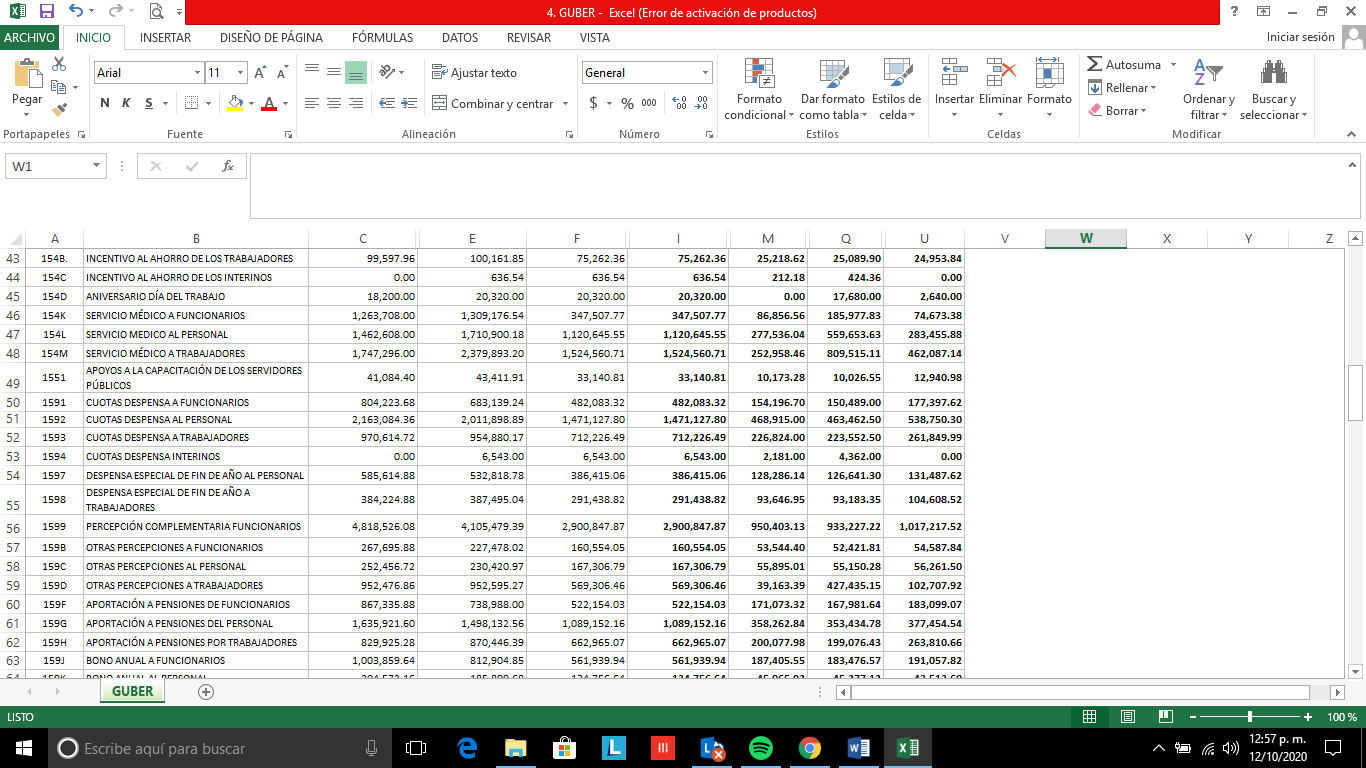 4. GUBER - Excel (Error de activación de productos)
ARCHIVO INICIO INSERTAR DISEÑO DE PÁGINA FÓRMULAS DATOS REVISAR VISTA Iniciar sesión
Pegar
Portapapeles
Arial 11
N K S
Fuente
Ajustar texto
Combinar y centrar
Alineación
General
$ % 000
Número
Formato condicional
Dar formato como tabla
Estilos de celda
Estilos
Insertar Eliminar Formato
Celdas
Autosuma
Rellenar
Borrar
Ordenar y filtrar
Buscar y seleccionar
Modificar
W1 fx
A B C E F I M Q U V W X Y Z
43 154B. INCENTIVO AL AHORRO DE LOS TRABAJADORES 99,597.96 100,161.85 75,262.36 75,262.36 25,218.62 25,089.90 24,953.84
44 154C INCENTIVO AL AHORRO DE LOS INTERINOS 0.00 636.54 636.54 636.54 212.18 424.36 0.00
45 154D ANIVERSARIO DÍA DEL TRABAJO 18,200.00 20,320.00 20,320.00 20,320.00 0.00 17,680.00 2,640.00
46 154K SERVICIO MÉDICO A FUNCIONARIOS 1,263,708.00 1,309,176.54 347,507.77 347,507.77 86,856.56 185,977.83 74,673.38
47 154L SERVICIO MEDICO AL PERSONAL 1,462,608.00 1,710,900.18 1,120,645.55 1,120,645.55 277,536.04 559,653.63 283,455.88
48 154M SERVICIO MÉDICO A TRABAJADORES 1,747,296.00 2,379,893.20 1,524,560.71 1,524,560.71 252,958.46 809,515.11 462,087.14
49 1551 APOYOS A LA CAPACITACIÓN DE LOS SERVIDORES PÚBLICOS 41,084.40 43,411.91 33,140.81 33,140.81 10,173.28 10,026.55 12,940.98
50 1591 CUOTAS DESPENSA A FUNCIONARIOS 804,223.68 683,139.24 482,083.32 482,083.32 154,196.70 150,489.00 177,397.62
51 1592 CUOTAS DESPENSA AL PERSONAL 2,163,084.36 2,011,898.89 1,471,127.80 1,471,127.80 468,915.00 463,462.50 538,750.30
52 1593 CUOTAS DESPENSA A TRABAJADORES 970,614.72 954,880.17 712,226.49 712,226.49 226,824.00 223,552.50 261,849.99
53 1594 CUOTAS DESPENSA INTERINOS 0.00 6,543.00 6,543.00 6,543.00 2,181.00 4,362.00 0.00
54 1597 DESPENSA ESPECIAL DE FIN DE AÑO AL PERSONAL 585,614.88 532,818.78 386,415.06 386,415.06 128,286.14 126,641.30 131,487.62
55 1598 DESPENSA ESPECIAL DE FIN DE AÑO A TRABAJADORES 384,224.88 387,495.04 291,438.82 291,438.82 93,646.95 93,183.35 104,608.52
56 1599 PERCEPCIÓN COMPLEMENTARIA FUNCIONARIOS 4,818,526.08 4,105,479.39 2,900,847.87 2,900,847.87 950,403.13 933,227.22 1,017,217.52
57 159B OTRAS PERCEPCIONES A FUNCIONARIOS 267,695.88 227,478.02 160,554.05 160,554.05 53,544.40 52,421.81 54,587.84
58 159C OTRAS PERCEPCIONES AL PERSONAL 252,456.72 230,420.97 167,306.79 167,306.79 55,895.01 55,150.28 56,261.50
59 159D OTRAS PERCEPCIONES A TRABAJADORES 952,476.86 952,595.27 569,306.46 569,306.46 39,163.39 427,435.15 102,707.92
60 159F APORTACIÓN A PENSIONES DE FUNCIONARIOS 867,335.88 738,988.00 522,154.03 522,154.03 171,073.32 167,981.64 183,099.07
61 159G APORTACIÓN A PENSIONES DEL PERSONAL 1,635,921.60 1,498,132.56 1,089,152.16 1,089,152.16 358,262.84 353,434.78 377,454.54
62 159H APORTACIÓN A PENSIONES POR TRABAJADORES 829,925.28 870,446.39 662,965.07 662,965.07 200,077.98 199,076.43 263,810.66
63 159J BONO ANUAL A FUNCIONARIOS 1,003,859.64 812,904.85 561,939.94 561,939.94 187,405.55 183,476.57 191,057.82
GUBER
LISTO 100 %
Escribe aquí para buscar
12:57 p. m.
12/10/2020